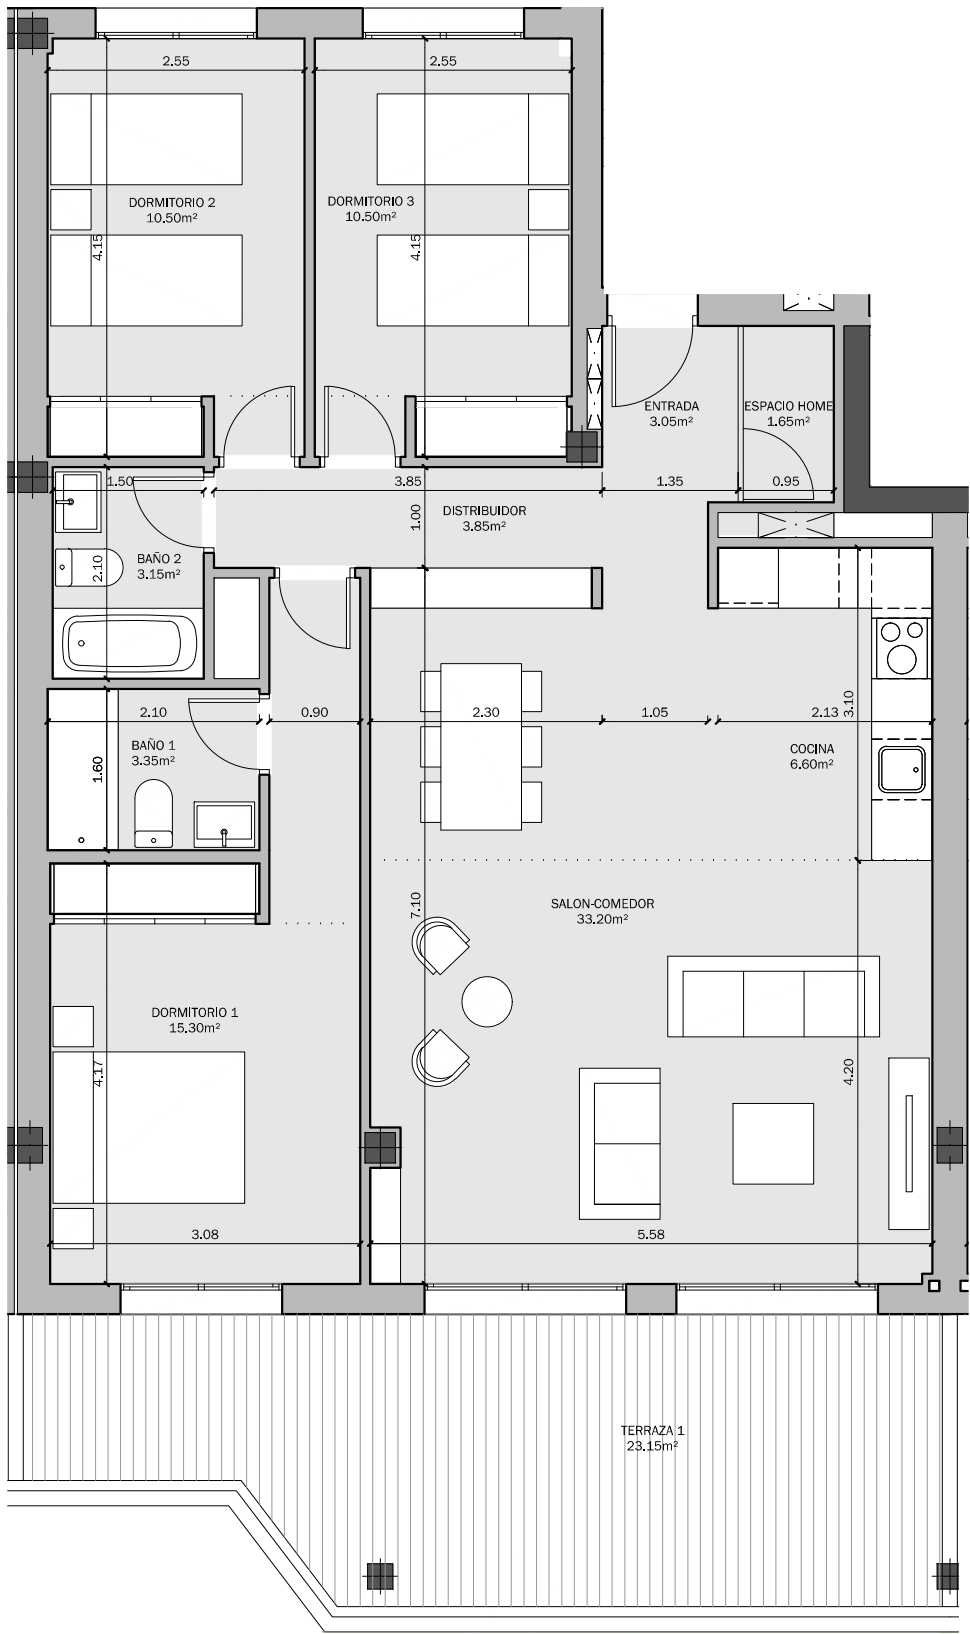 2.55
2.55
DORMITORIO 2
10.50m²
DORMITORIO 3
10.50m²
4.15
4.15
ENTRADA
3.05m²
ESPACIO HOME
1.65m²
1.50
3.85
1.35
0.95
1.00
DISTRIBUIDOR
3.85m²
BAÑO 2
3.15m²
2.10
2.10
0.90
2.30
1.05
2.13
3.10
BAÑO 1
3.35m²
1.60
COCINA
6.60m²
7.10
SALON-COMEDOR
33.20m²
DORMITORIO 1
15.30m²
4.17
4.20
3.08
5.58
TERRAZA 1
23.15m²